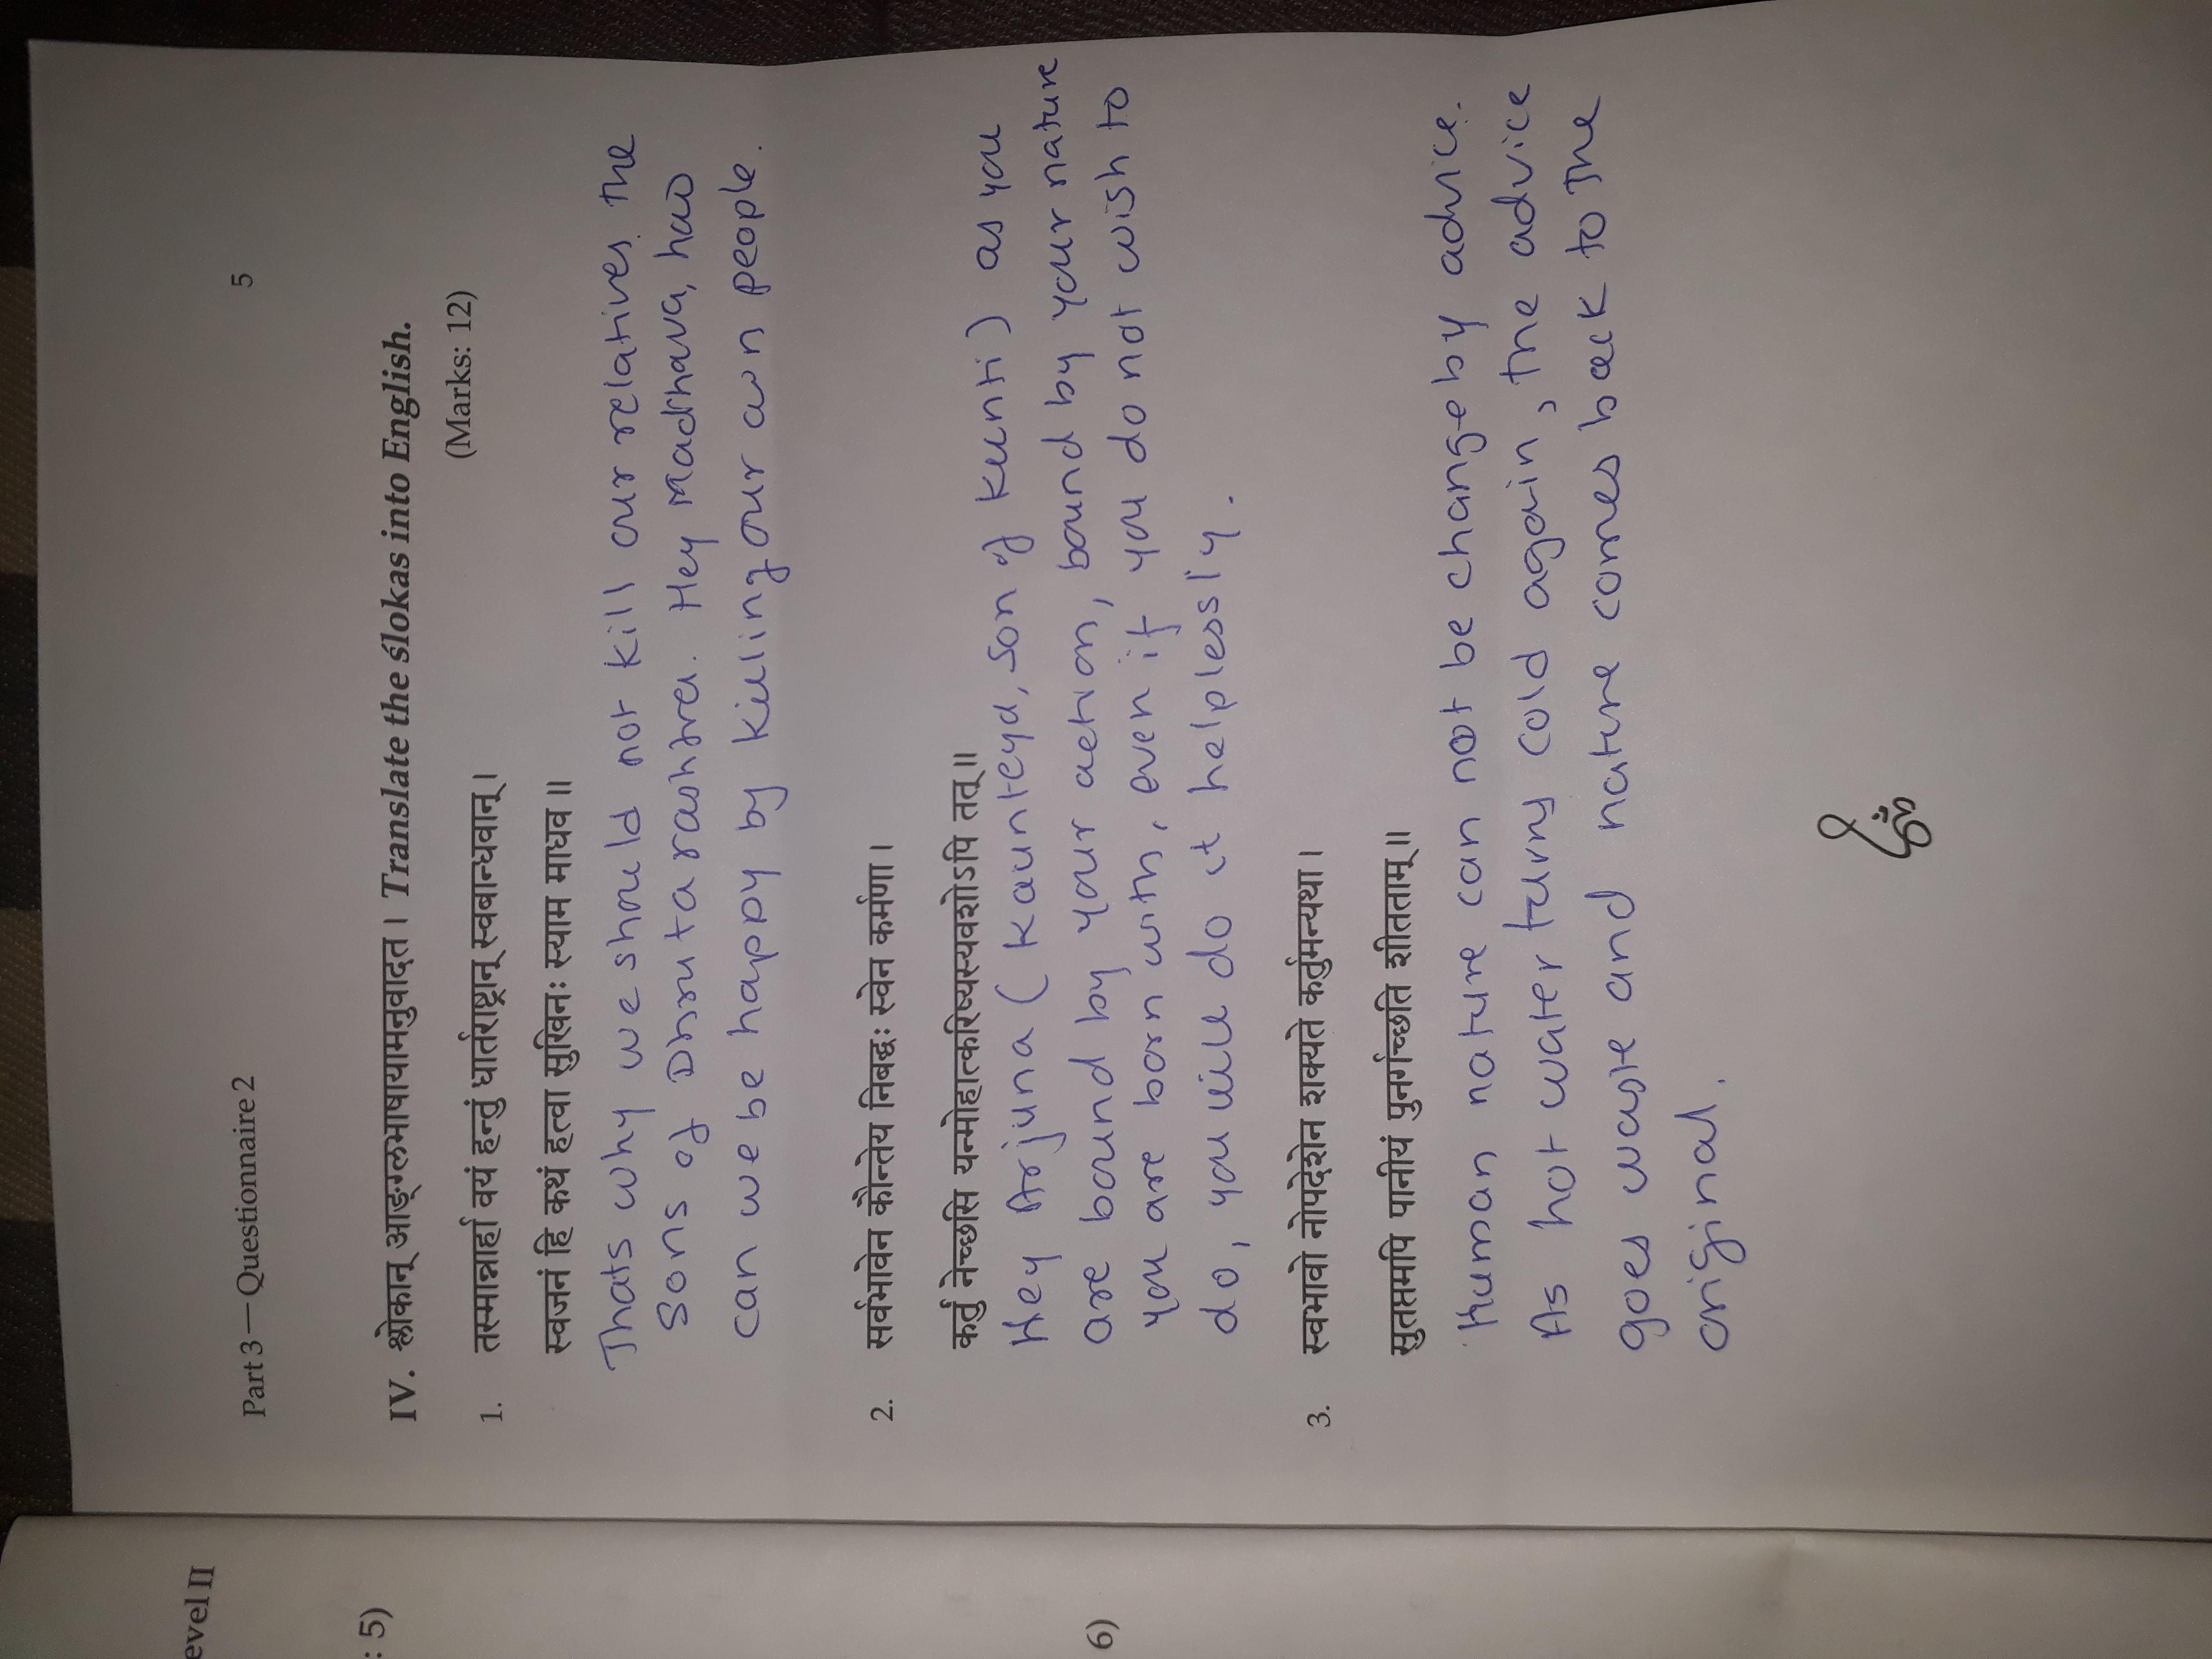 evel II
: 5)
6)
Part 3 — Questionnaire 2 5
IV. श्लोकान् आङ्ग्लभाषायामनुवादत । Translate the ślokas into English.
(Marks: 12)
1. तस्मान्नार्हा वयं हन्तुं धार्तराष्ट्रान् स्वबान्धवान् ।
स्वजनं हि कथं हत्वा सुखिनः स्याम माधव ॥
Thats why we should not kill our relatives. the
sons of Dhrutarashtra. Hey Madhava, how
can we be happy by killing our own people.
2. सर्वभावेन कौन्तेय निबद्धः स्वेन कर्मणा ।
कर्तुं नेच्छसि यन्मोहात्करिष्यस्यवशोऽपि तत् ॥
Hey Arjuna ( Kaunteya, son of Kunti ) as you
are bound by your action, bound by your nature
you are born with, even if you do not wish to
do, you will do it helplessly.
3. स्वभावो नोपदेशेन शक्यते कर्तुमन्यथा ।
सुतप्तमपि पानीयं पुनर्गच्छति शीतताम् ॥
Human nature can not be change by advice.
As hot water turns cold again, the advice
goes waste and nature comes back to the
original.
ॐ